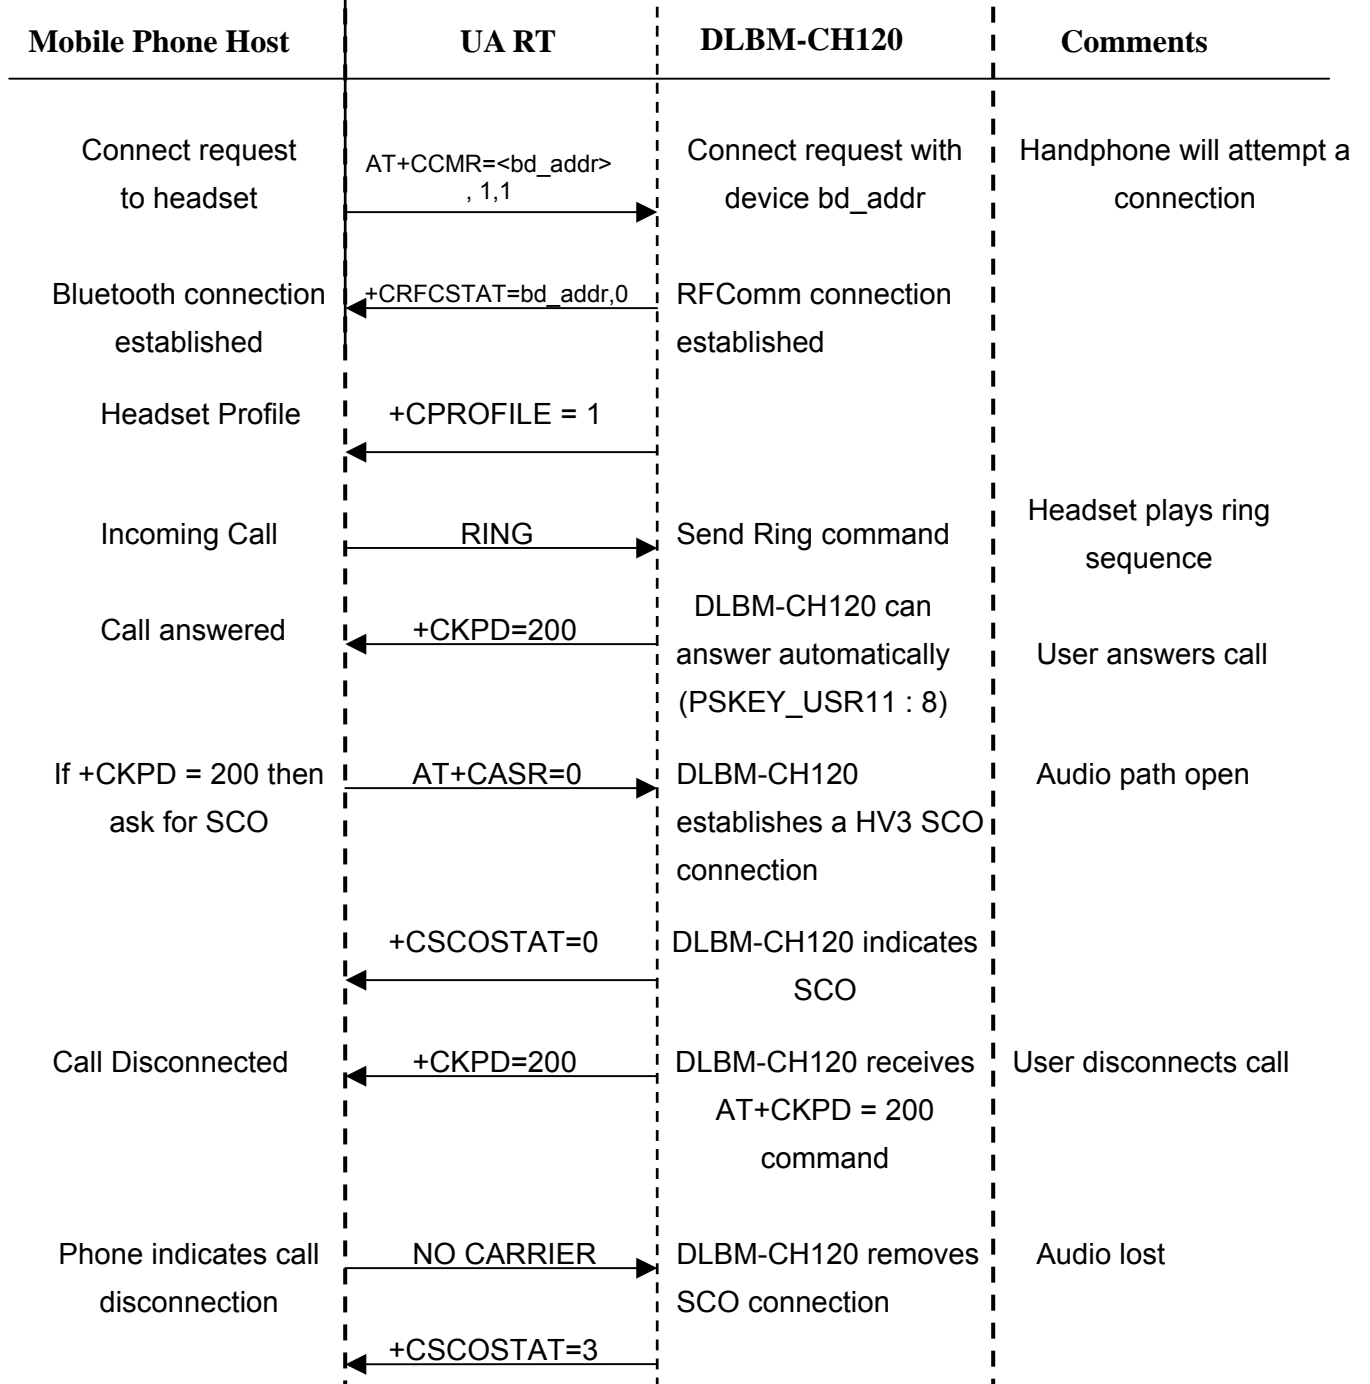 Mobile Phone Host
UA RT
DLBM-CH120
Comments
Connect request
to headset
AT+CCMR=<bd_addr>
, 1,1
Connect request with
device bd_addr
Handphone will attempt a
connection
Bluetooth connection
established
+CRFCSTAT=bd_addr,0
RFComm connection
established
Headset Profile
+CPROFILE = 1
Incoming Call
RING
Send Ring command
Headset plays ring
sequence
Call answered
+CKPD=200
DLBM-CH120 can
answer automatically
(PSKEY_USR11 : 8)
User answers call
If +CKPD = 200 then
ask for SCO
AT+CASR=0
DLBM-CH120
establishes a HV3 SCO
connection
Audio path open
+CSCOSTAT=0
DLBM-CH120 indicates
SCO
Call Disconnected
+CKPD=200
DLBM-CH120 receives
AT+CKPD = 200
command
User disconnects call
Phone indicates call
disconnection
NO CARRIER
DLBM-CH120 removes
SCO connection
Audio lost
+CSCOSTAT=3